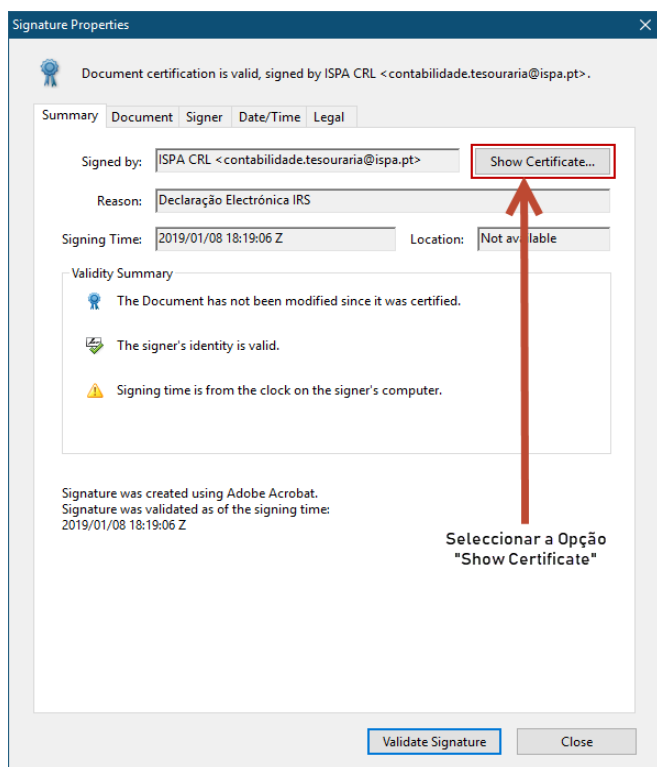 Signature Properties
Document certification is valid, signed by ISPA CRL <contabilidade.tesouraria@ispa.pt>.
Summary Document Signer Date/Time Legal
Signed by: ISPA CRL <contabilidade.tesouraria@ispa.pt> Show Certificate...
Reason: Declaração Electrónica IRS
Signing Time: 2019/01/08 18:19:06 Z Location: Not available
Validity Summary
The Document has not been modified since it was certified.
The signer's identity is valid.
Signing time is from the clock on the signer's computer.
Signature was created using Adobe Acrobat.
Signature was validated as of the signing time:
2019/01/08 18:19:06 Z
Seleccionar a Opção
"Show Certificate"
Validate Signature Close